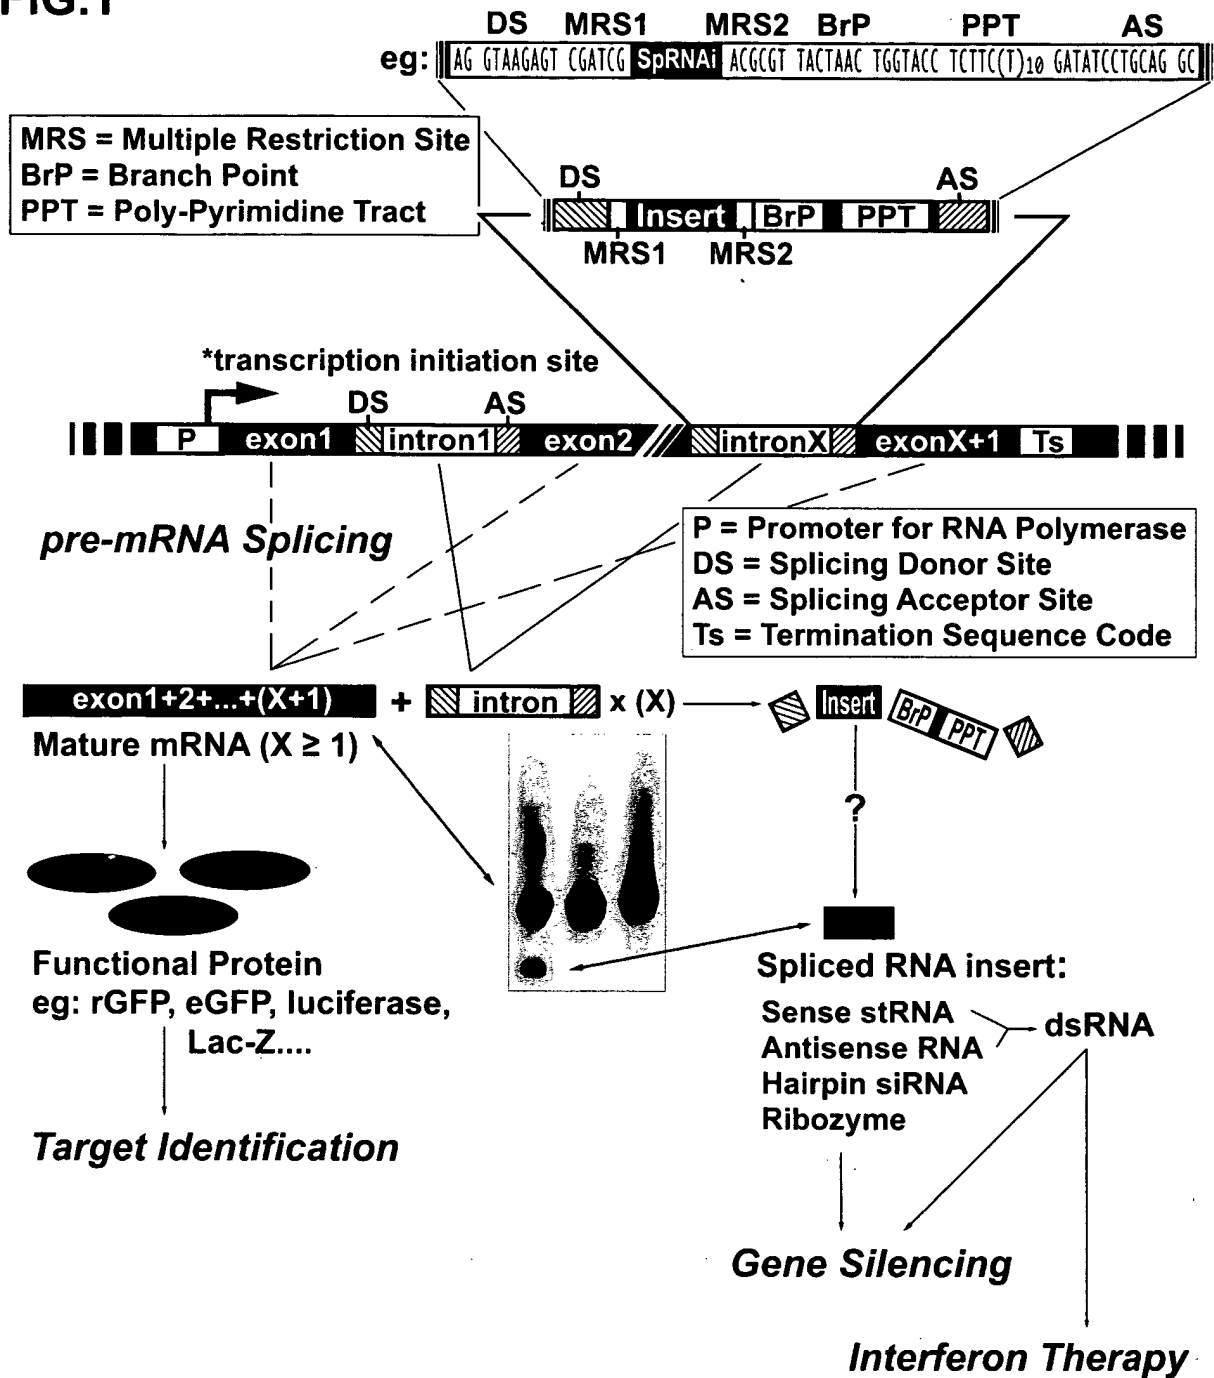 FIG.1
DS MRS1 MRS2 BrP PPT AS
eg: AG GTAAGAGT CGATCG SpRNAi ACGCGT TACTAAC TGGTACC TCTTC(T)10 GATATCCTGCAG GC
MRS = Multiple Restriction Site
BrP = Branch Point
PPT = Poly-Pyrimidine Tract
DS AS
Insert BrP PPT
MRS1 MRS2
*transcription initiation site
DS AS
P exon1 intron1 exon2 intronX exonX+1 Ts
pre-mRNA Splicing
P = Promoter for RNA Polymerase
DS = Splicing Donor Site
AS = Splicing Acceptor Site
Ts = Termination Sequence Code
exon1+2+...+(X+1) + intron x (X) Insert BrP PPT
Mature mRNA (X ≥ 1)
?
Functional Protein
eg: rGFP, eGFP, luciferase,
Lac-Z....
Target Identification
Spliced RNA insert:
Sense stRNA
Antisense RNA
Hairpin siRNA
Ribozyme
dsRNA
Gene Silencing
Interferon Therapy